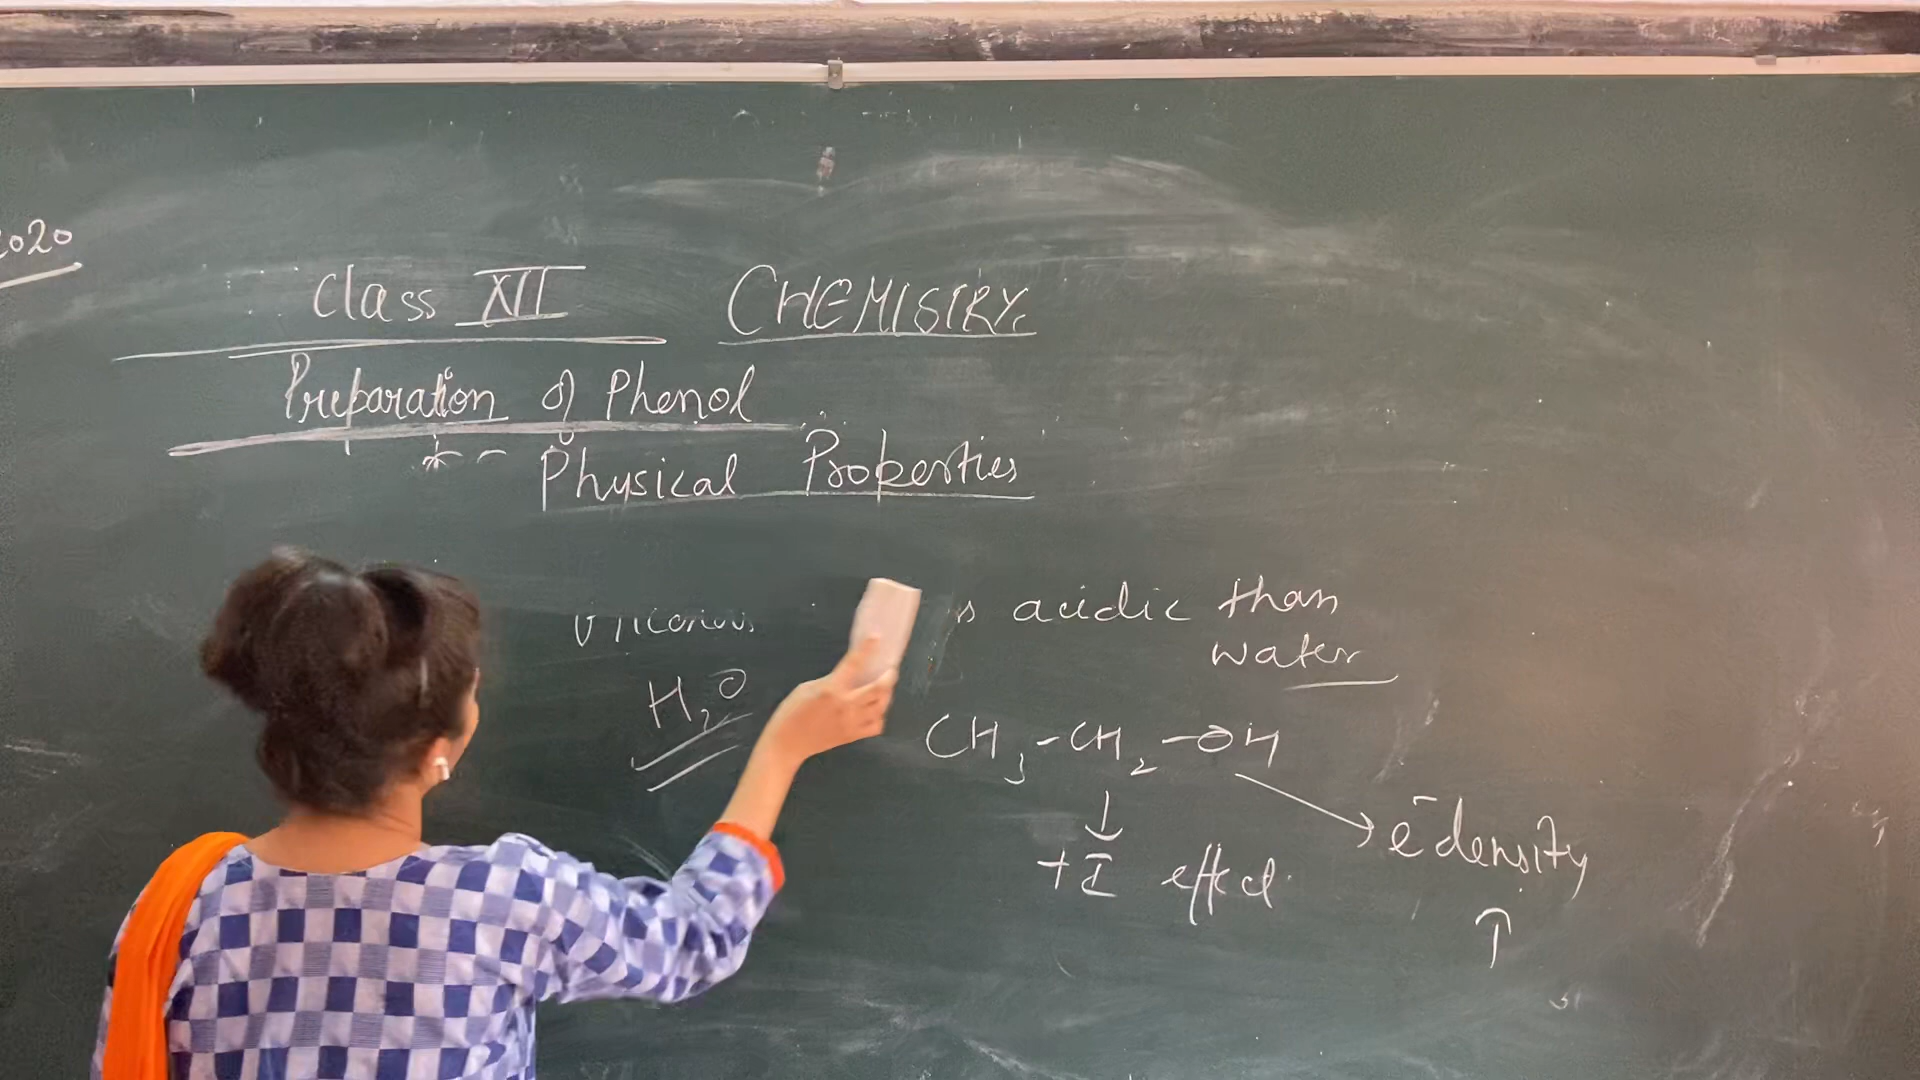 2020
Class XII CHEMISTRY
Preparation of Phenol
Physical Properties
acidic than
water
H₂O
CH₃-CH₂-OH
e⁻density
+I effect
↑